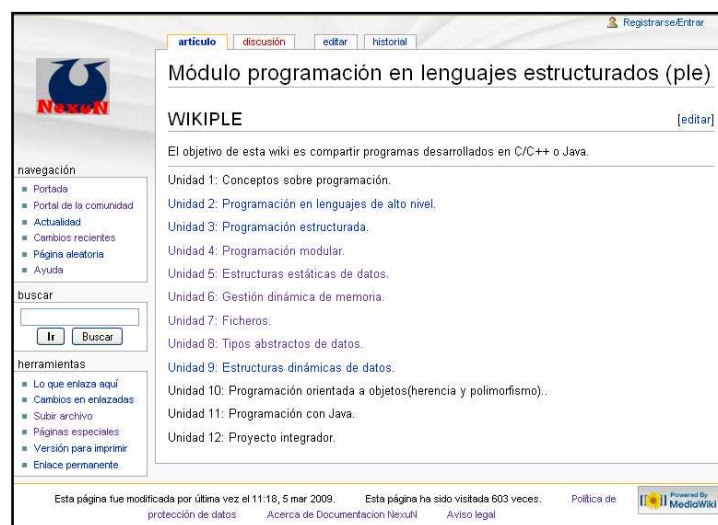 Registrarse/Entrar
artículo discusión editar historial
NexuN
Módulo programación en lenguajes estructurados (ple)
WIKIPLE [editar]
El objetivo de esta wiki es compartir programas desarrollados en C/C++ o Java.
Unidad 1: Conceptos sobre programación.
Unidad 2: Programación en lenguajes de alto nivel.
Unidad 3: Programación estructurada.
Unidad 4: Programación modular.
Unidad 5: Estructuras estáticas de datos.
Unidad 6: Gestión dinámica de memoria.
Unidad 7: Ficheros.
Unidad 8: Tipos abstractos de datos.
Unidad 9: Estructuras dinámicas de datos.
Unidad 10: Programación orientada a objetos(herencia y polimorfismo)..
Unidad 11: Programación con Java.
Unidad 12: Proyecto integrador.
navegación
Portada
Portal de la comunidad
Actualidad
Cambios recientes
Página aleatoria
Ayuda
buscar
Ir Buscar
herramientas
Lo que enlaza aquí
Cambios en enlazadas
Subir archivo
Páginas especiales
Versión para imprimir
Enlace permanente
Esta página fue modificada por última vez el 11:18, 5 mar 2009. Esta página ha sido visitada 603 veces. Política de
protección de datos Acerca de Documentacion NexuN Aviso legal
Powered By
MediaWiki